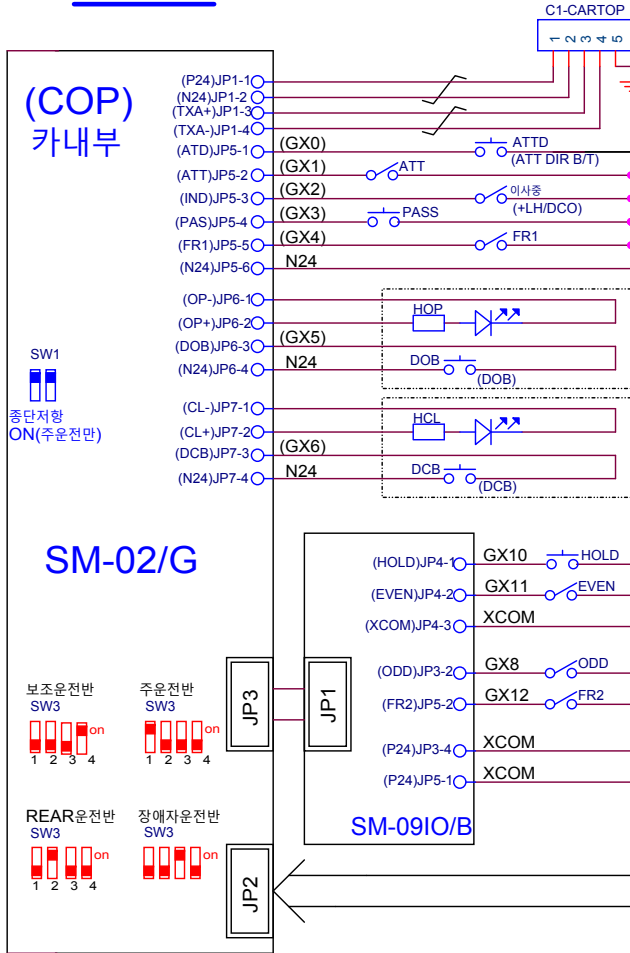 C1-CARTOP
1 2 3 4 5
(COP)
카내부
(P24)JP1-1
(N24)JP1-2
(TXA+)JP1-3
(TXA-)JP1-4
(ATD)JP5-1 (GX0) ATTD
(ATT DIR B/T)
(ATT)JP5-2 (GX1) ATT
(IND)JP5-3 (GX2) 이사중
(+LH/DCO)
(PAS)JP5-4 (GX3) PASS
(FR1)JP5-5 (GX4) FR1
(N24)JP5-6 N24
(OP-)JP6-1
(OP+)JP6-2 HOP
(DOB)JP6-3 (GX5)
(N24)JP6-4 N24 DOB
(DOB)
SW1
종단저항
ON(주운전만)
(CL-)JP7-1
(CL+)JP7-2 HCL
(DCB)JP7-3 (GX6)
(N24)JP7-4 N24 DCB
(DCB)
SM-02/G
(HOLD)JP4-1 GX10 HOLD
(EVEN)JP4-2 GX11 EVEN
(XCOM)JP4-3 XCOM
(ODD)JP3-2 GX8 ODD
(FR2)JP5-2 GX12 FR2
(P24)JP3-4 XCOM
(P24)JP5-1 XCOM
SM-09IO/B
JP3
JP1
보조운전반 주운전반
SW3 SW3
on on
1 2 3 4 1 2 3 4
REAR운전반 장애자운전반
SW3 SW3
on on
1 2 3 4
JP2